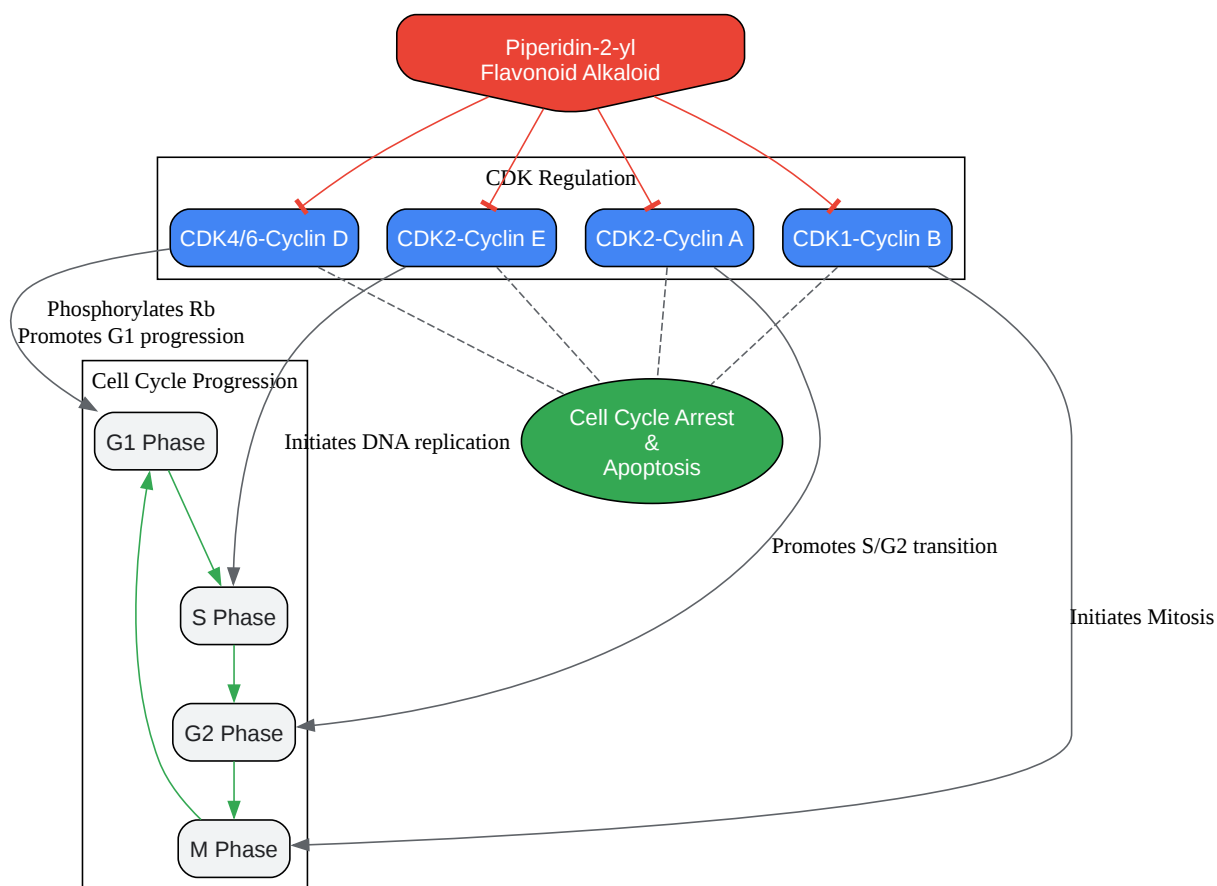 Piperidin-2-yl
Flavonoid Alkaloid
CDK Regulation
CDK4/6-Cyclin D
CDK2-Cyclin E
CDK2-Cyclin A
CDK1-Cyclin B
Phosphorylates Rb
Promotes G1 progression
Cell Cycle Progression
G1 Phase
Initiates DNA replication
Cell Cycle Arrest
&
Apoptosis
Promotes S/G2 transition
S Phase
Initiates Mitosis
G2 Phase
M Phase